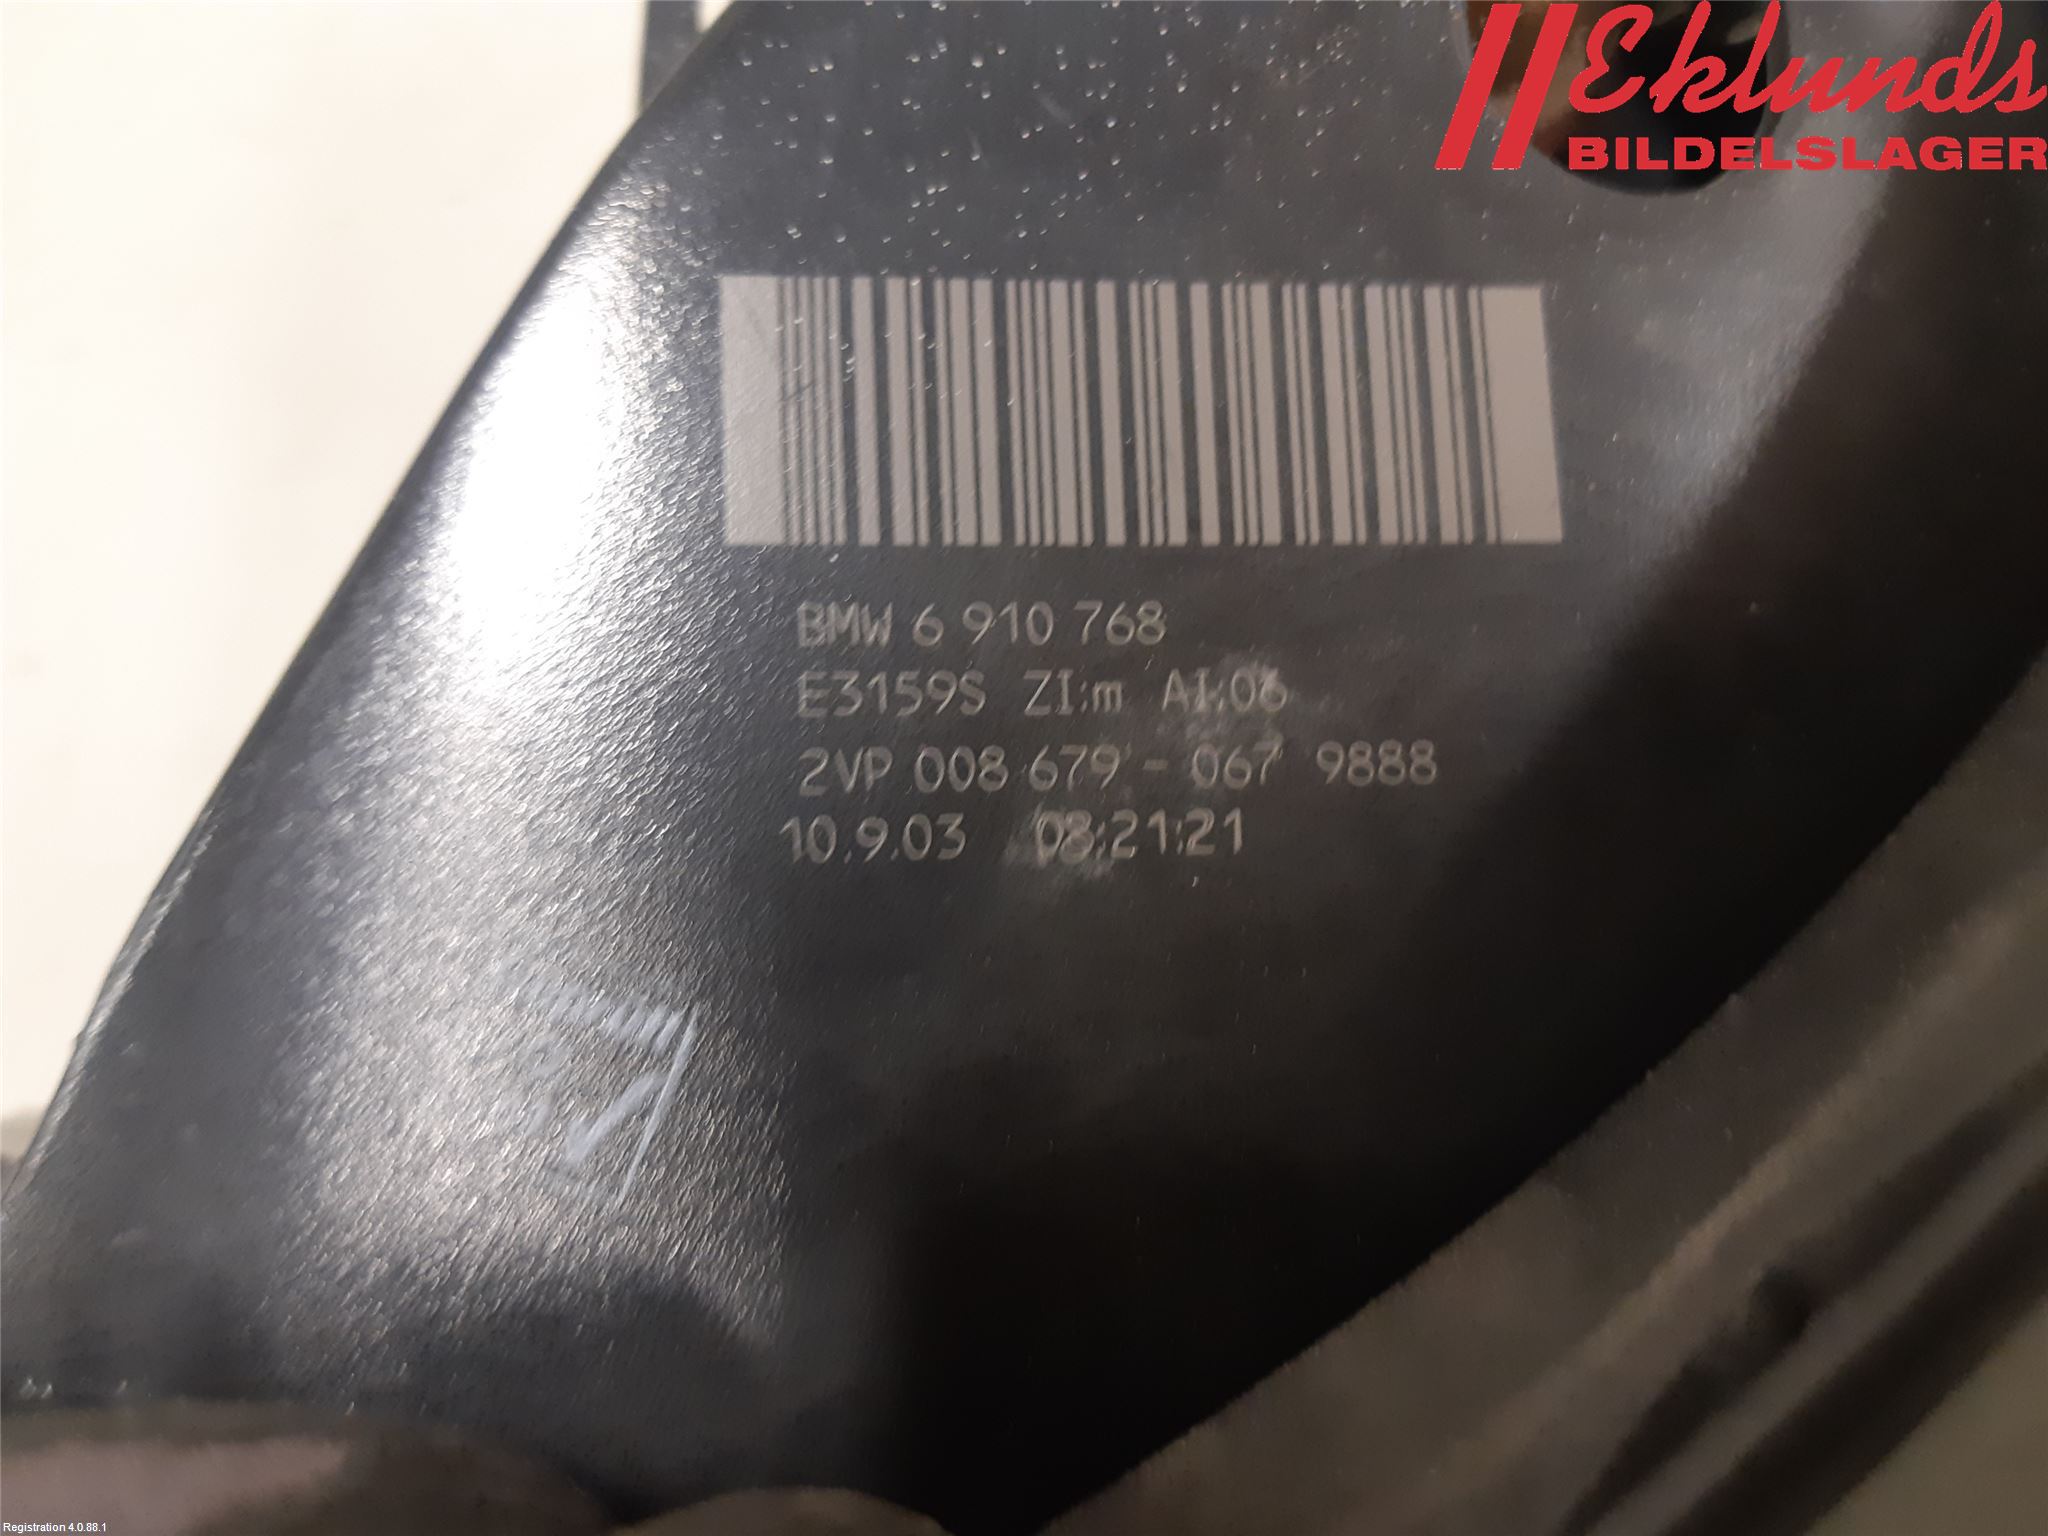 Eklunds
BILDELSLAGER
BMW 6 910 768
E3159S ZI:m AI:06
2VP 008 679 - 067 9888
10.9.03 08:21:21
Registration 4.0.88.1